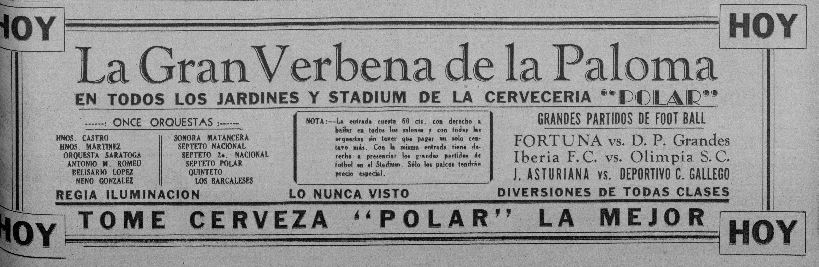 HOY
HOY
La Gran Verbena de la Paloma
EN TODOS LOS JARDINES Y STADIUM DE LA CERVECERIA "POLAR"
ONCE ORQUESTAS
HNOS. CASTRO
HNOS. MARTINEZ
ORQUESTA SARATOGA
ANTONIO M. ROMEO
BELISARIO LOPEZ
NENO GONZALEZ
SONORA MATANCERA
SEPTETO NACIONAL
SEPTETO 2o. NACIONAL
SEPTETO POLAR
QUINTETO
LOS BARCALESES
NOTA:—La entrada cuesta 60 cts. con derecho a
bailar en todos los salones y con todas las
orquestas sin tener que pagar un solo cen-
tavo más. Con la misma entrada tiene de-
recho a presenciar los grandes partidos de
futbol en el Stadium. Sólo los palcos tendrán
precio especial.
GRANDES PARTIDOS DE FOOT BALL
FORTUNA vs. D. P. Grandes
Iberia F. C. vs. Olimpia S. C.
J. ASTURIANA vs. DEPORTIVO C. GALLEGO
REGIA ILUMINACION
LO NUNCA VISTO
DIVERSIONES DE TODAS CLASES
TOME CERVEZA "POLAR" LA MEJOR
HOY
HOY